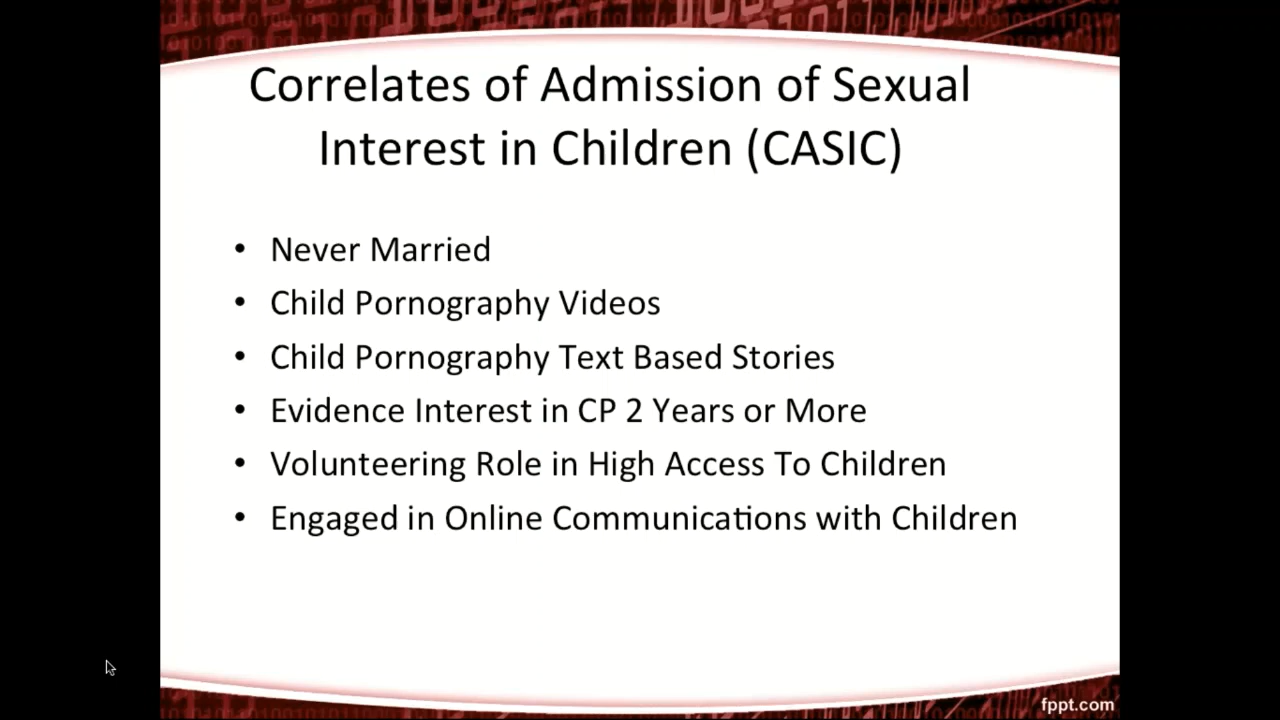 Correlates of Admission of Sexual
Interest in Children (CASIC)
• Never Married
• Child Pornography Videos
• Child Pornography Text Based Stories
• Evidence Interest in CP 2 Years or More
• Volunteering Role in High Access To Children
• Engaged in Online Communications with Children
fppt.com